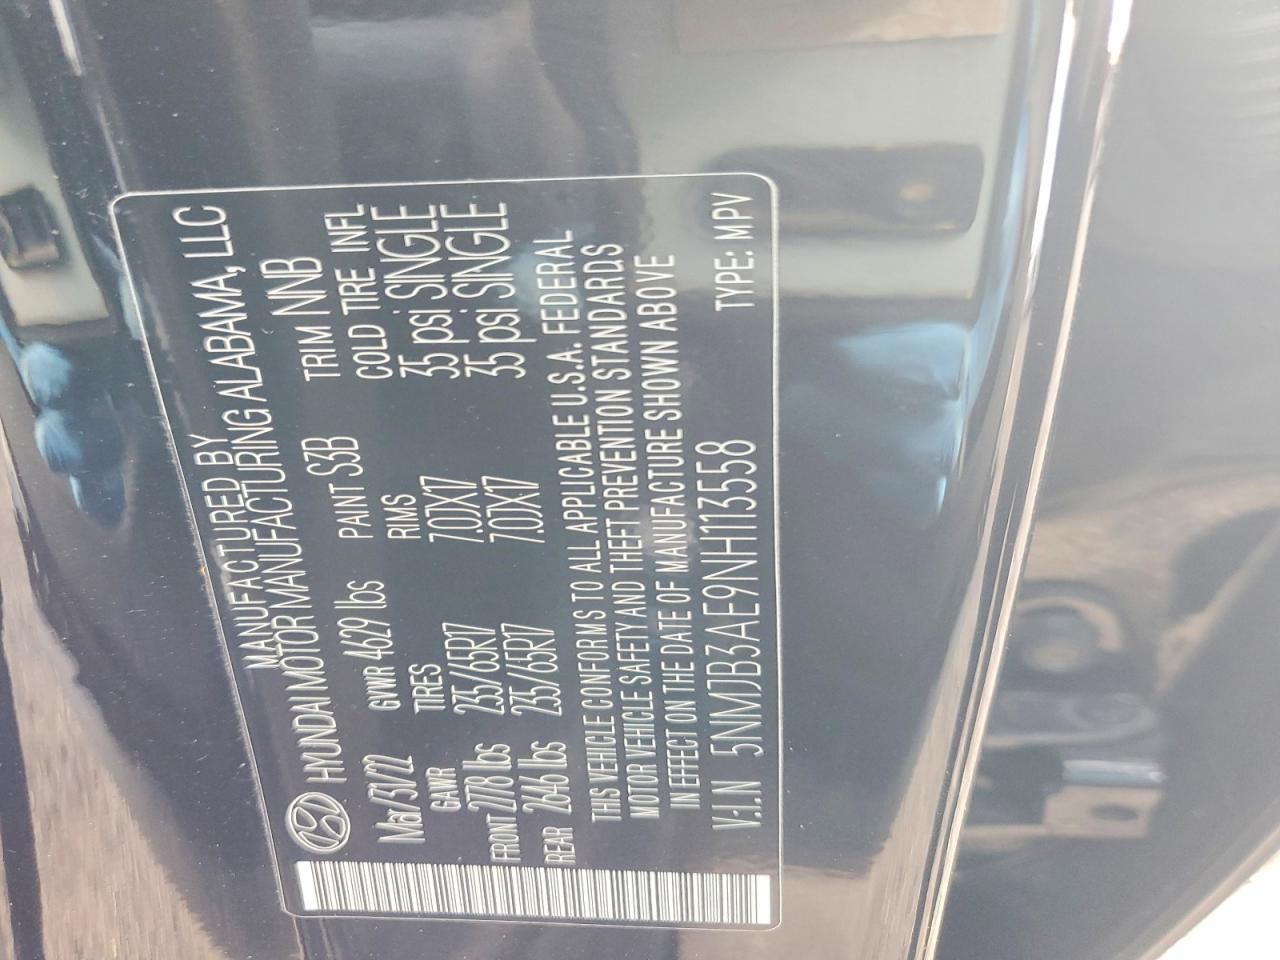 MANUFACTURED BY
HYUNDAI MOTOR MANUFACTURING ALABAMA, LLC
Mar/31/22 GVWR 4629 lbs PAINT S3B TRIM NNB
GAWR TIRES RIMS COLD TIRE INFL
FRONT 2778 lbs 235/65R17 7.0JX17 35 psi SINGLE
REAR 2646 lbs 235/65R17 7.0JX17 35 psi SINGLE
THIS VEHICLE CONFORMS TO ALL APPLICABLE U.S.A. FEDERAL
MOTOR VEHICLE SAFETY AND THEFT PREVENTION STANDARDS
IN EFFECT ON THE DATE OF MANUFACTURE SHOWN ABOVE
V.I.N 5NMJB3AE9NH113558 TYPE: MPV